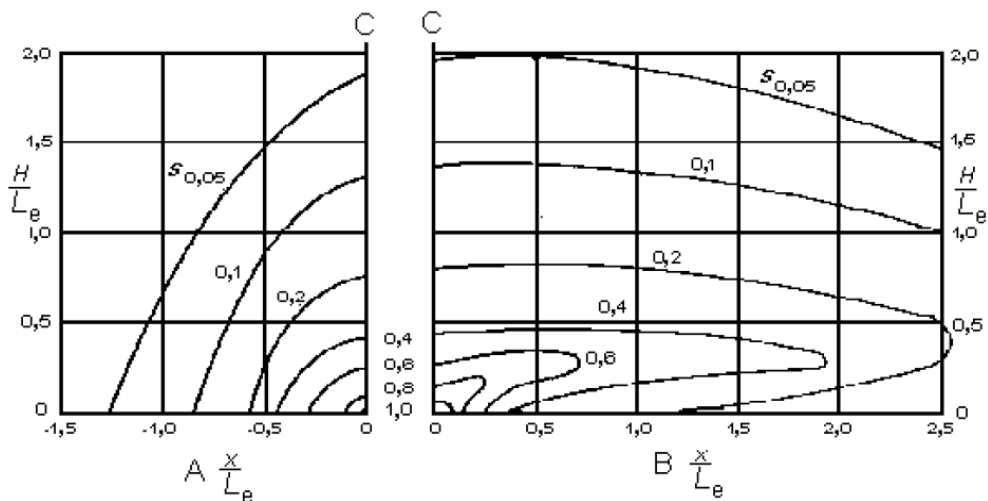 C C
2,0 2,0
s0,05
1,5 1,5
s0,05 0,1
H/Le H/Le
1,0 1,0
0,1
0,2 0,2
0,4
0,5 0,5
0,4
0,6 0,6
0,8
0 1,0 0
-1,5 -1,0 -0,5 0 0 0,5 1,0 1,5 2,0 2,5
A x/Le B x/Le